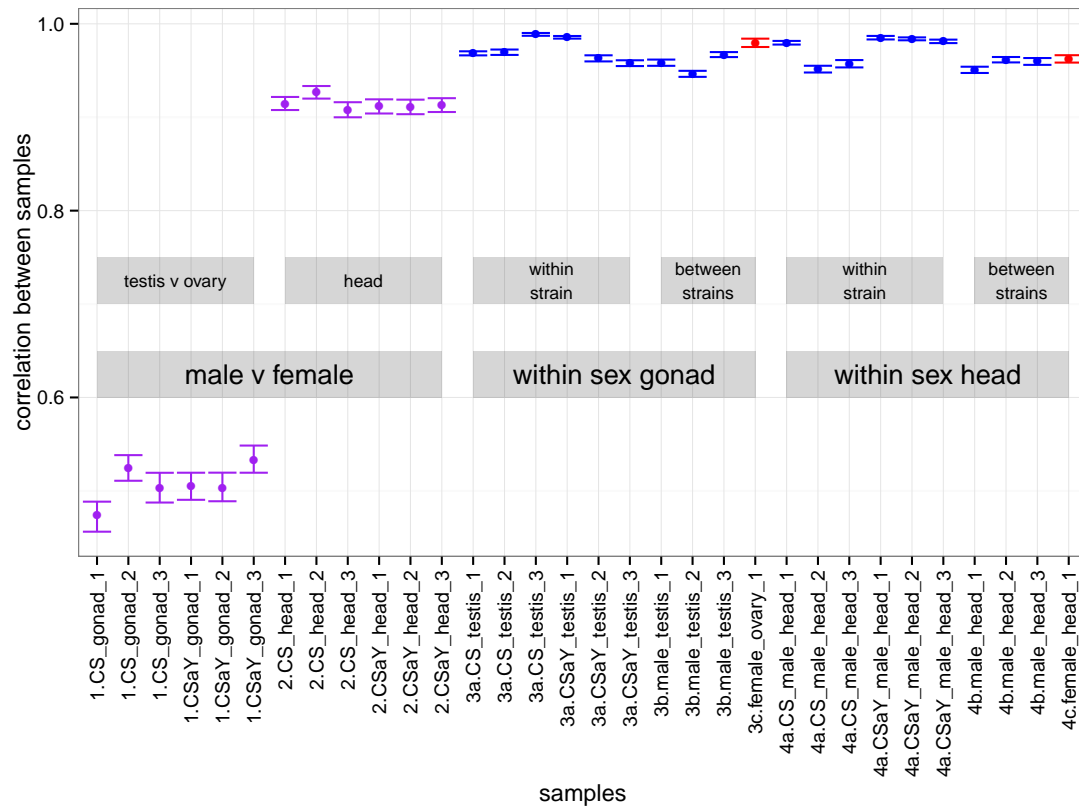 1.0
0.8
0.6
correlation between samples
testis v ovary
head
within
strain
between
strains
within
strain
between
strains
male v female
within sex gonad
within sex head
1.CS_gonad_1
1.CS_gonad_2
1.CS_gonad_3
1.CSaY_gonad_1
1.CSaY_gonad_2
1.CSaY_gonad_3
2.CS_head_1
2.CS_head_2
2.CS_head_3
2.CSaY_head_1
2.CSaY_head_2
2.CSaY_head_3
3a.CS_testis_1
3a.CS_testis_2
3a.CS_testis_3
3a.CSaY_testis_1
3a.CSaY_testis_2
3a.CSaY_testis_3
3b.male_testis_1
3b.male_testis_2
3b.male_testis_3
3c.female_ovary_1
4a.CS_male_head_1
4a.CS_male_head_2
4a.CS_male_head_3
4a.CSaY_male_head_1
4a.CSaY_male_head_2
4a.CSaY_male_head_3
4b.male_head_1
4b.male_head_2
4b.male_head_3
4c.female_head_1
samples